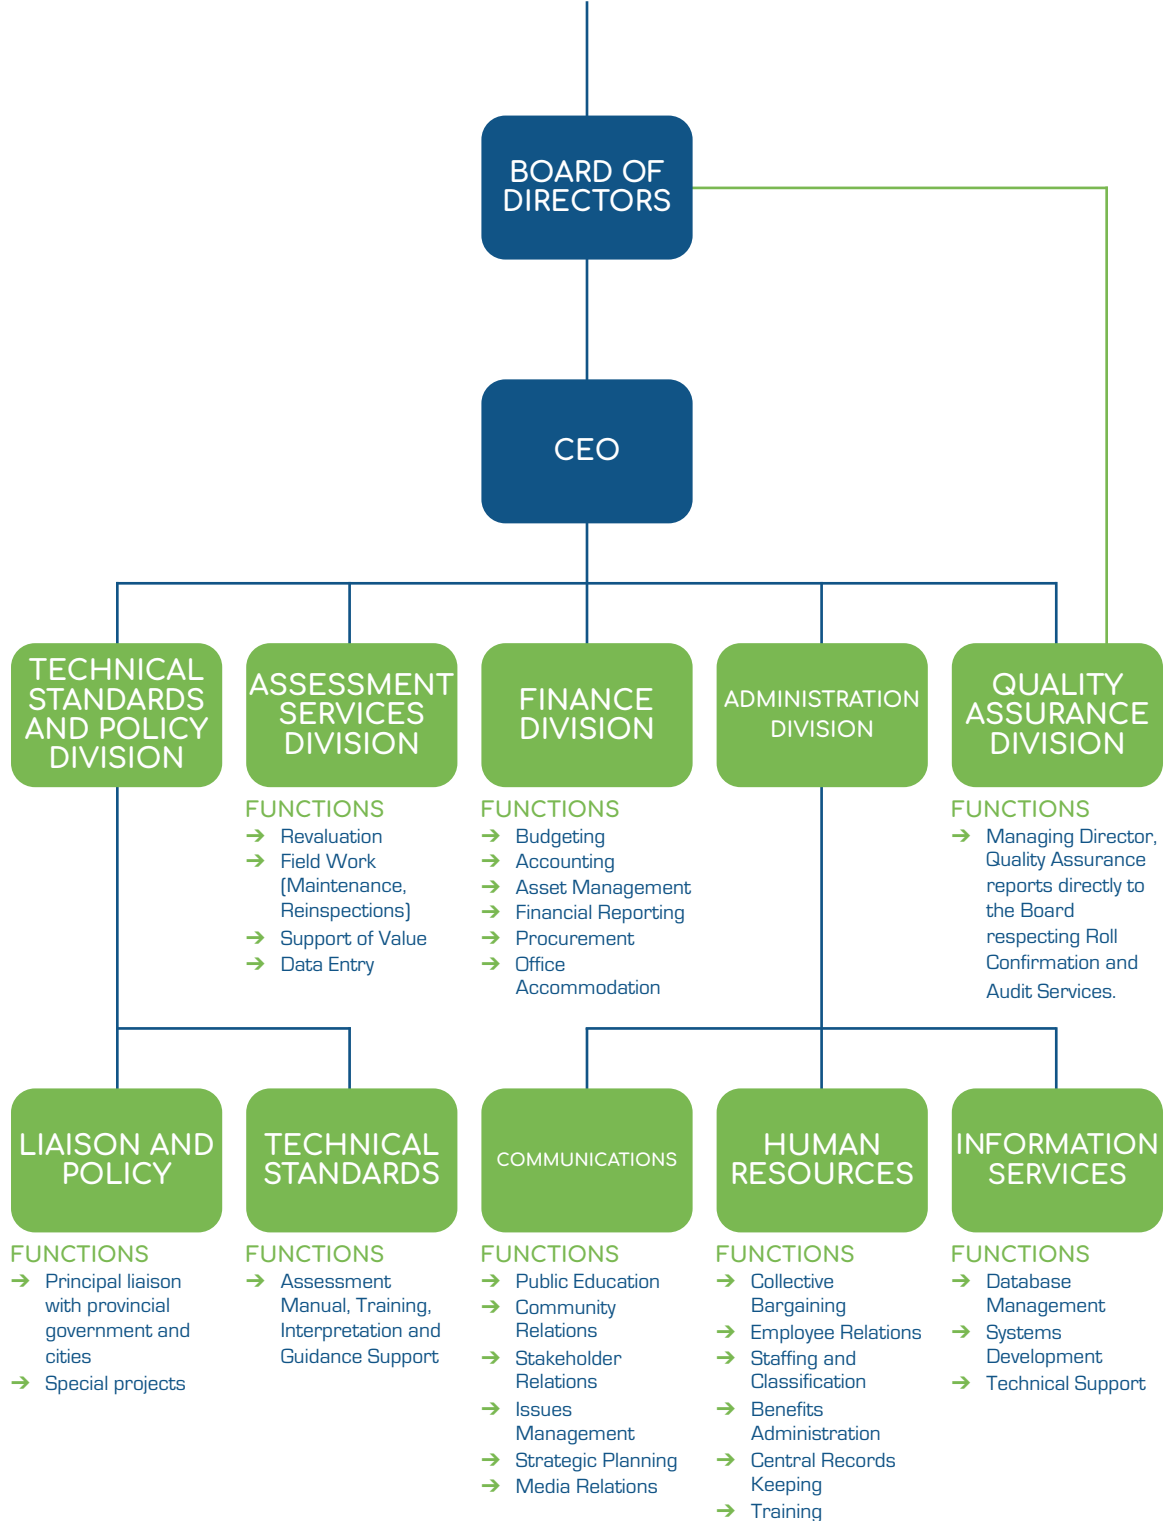 BOARD OF
DIRECTORS
CEO
TECHNICAL
STANDARDS
AND POLICY
DIVISION
ASSESSMENT
SERVICES
DIVISION
FINANCE
DIVISION
ADMINISTRATION
DIVISION
QUALITY
ASSURANCE
DIVISION
FUNCTIONS
→ Revaluation
→ Field Work
(Maintenance,
Reinspections)
→ Support of Value
→ Data Entry
FUNCTIONS
→ Budgeting
→ Accounting
→ Asset Management
→ Financial Reporting
→ Procurement
→ Office
Accommodation
FUNCTIONS
→ Managing Director,
Quality Assurance
reports directly to
the Board
respecting Roll
Confirmation and
Audit Services.
LIAISON AND
POLICY
TECHNICAL
STANDARDS
COMMUNICATIONS
HUMAN
RESOURCES
INFORMATION
SERVICES
FUNCTIONS
→ Principal liaison
with provincial
government and
cities
→ Special projects
FUNCTIONS
→ Assessment
Manual, Training,
Interpretation and
Guidance Support
FUNCTIONS
→ Public Education
→ Community
Relations
→ Stakeholder
Relations
→ Issues
Management
→ Strategic Planning
→ Media Relations
FUNCTIONS
→ Collective
Bargaining
→ Employee Relations
→ Staffing and
Classification
→ Benefits
Administration
→ Central Records
Keeping
→ Training
FUNCTIONS
→ Database
Management
→ Systems
Development
→ Technical Support